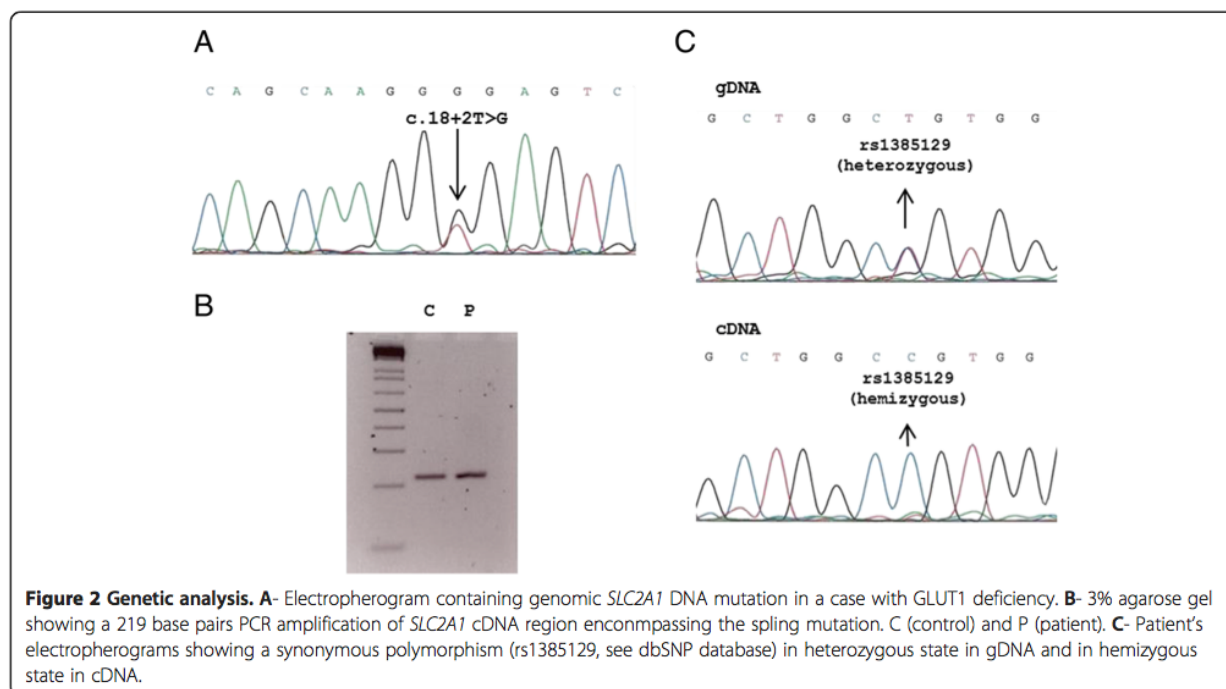 A
C A G C A A G G G G A G T C
c.18+2T>G
B
C P
C
gDNA
G C T G G C T G T G G
rs1385129
(heterozygous)
cDNA
G C T G G C C G T G G
rs1385129
(hemizygous)
Figure 2 Genetic analysis. A- Electropherogram containing genomic SLC2A1 DNA mutation in a case with GLUT1 deficiency. B- 3% agarose gel
showing a 219 base pairs PCR amplification of SLC2A1 cDNA region enconmpassing the spling mutation. C (control) and P (patient). C- Patient's
electropherograms showing a synonymous polymorphism (rs1385129, see dbSNP database) in heterozygous state in gDNA and in hemizygous
state in cDNA.